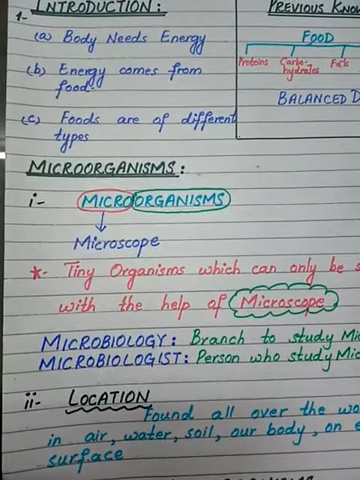 1- INTRODUCTION:
(a) Body Needs Energy
(b) Energy comes from
food.
(c) Foods are of different
types
PREVIOUS
FOOD
Proteins Carbo- Fats
hydrates
BALANCED
MICROORGANISMS:
i- MICROORGANISMS
Microscope
* Tiny Organisms which can only be
with the help of Microscope
MICROBIOLOGY: Branch to study
MICROBIOLOGIST: Person who study
ii- LOCATION
Found all over the
in air, water, soil, our body, on
surface